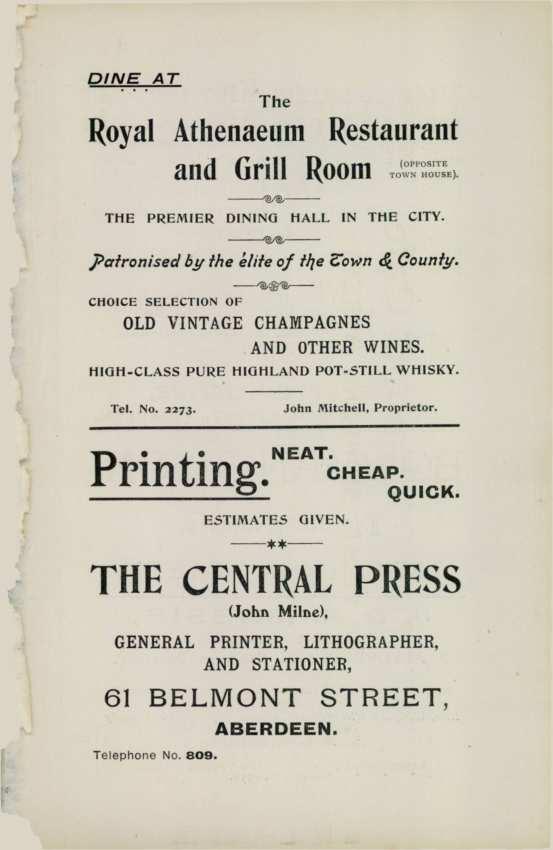 DINE AT
The
Royal Athenaeum Restaurant
and Grill Room (OPPOSITE TOWN HOUSE).
THE PREMIER DINING HALL IN THE CITY.
Patronised by the élite of the Town & County.
CHOICE SELECTION OF
OLD VINTAGE CHAMPAGNES
AND OTHER WINES.
HIGH-CLASS PURE HIGHLAND POT-STILL WHISKY.
Tel. No. 2273. John Mitchell, Proprietor.
Printing. NEAT.
CHEAP.
QUICK.
ESTIMATES GIVEN.
THE CENTRAL PRESS
(John Milne),
GENERAL PRINTER, LITHOGRAPHER,
AND STATIONER,
61 BELMONT STREET,
ABERDEEN.
Telephone No. 809.